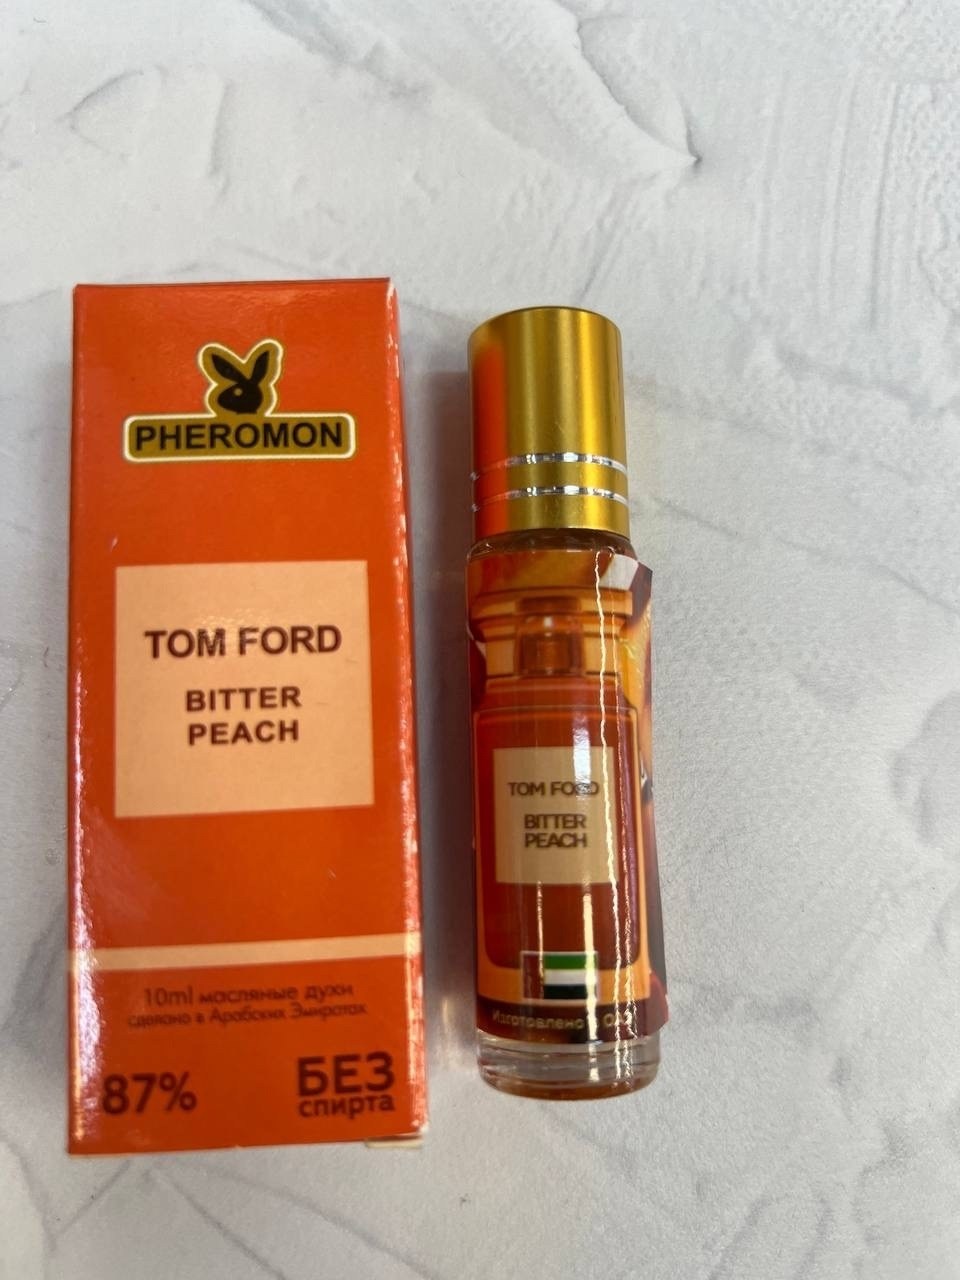 PHEROMON
TOM FORD
BITTER
PEACH
10ml масляные духи
сделано в Арабских Эмиратах
87%
БЕЗ
спирта
TOM FORD
BITTER
PEACH
Изготовлено в ОАЭ